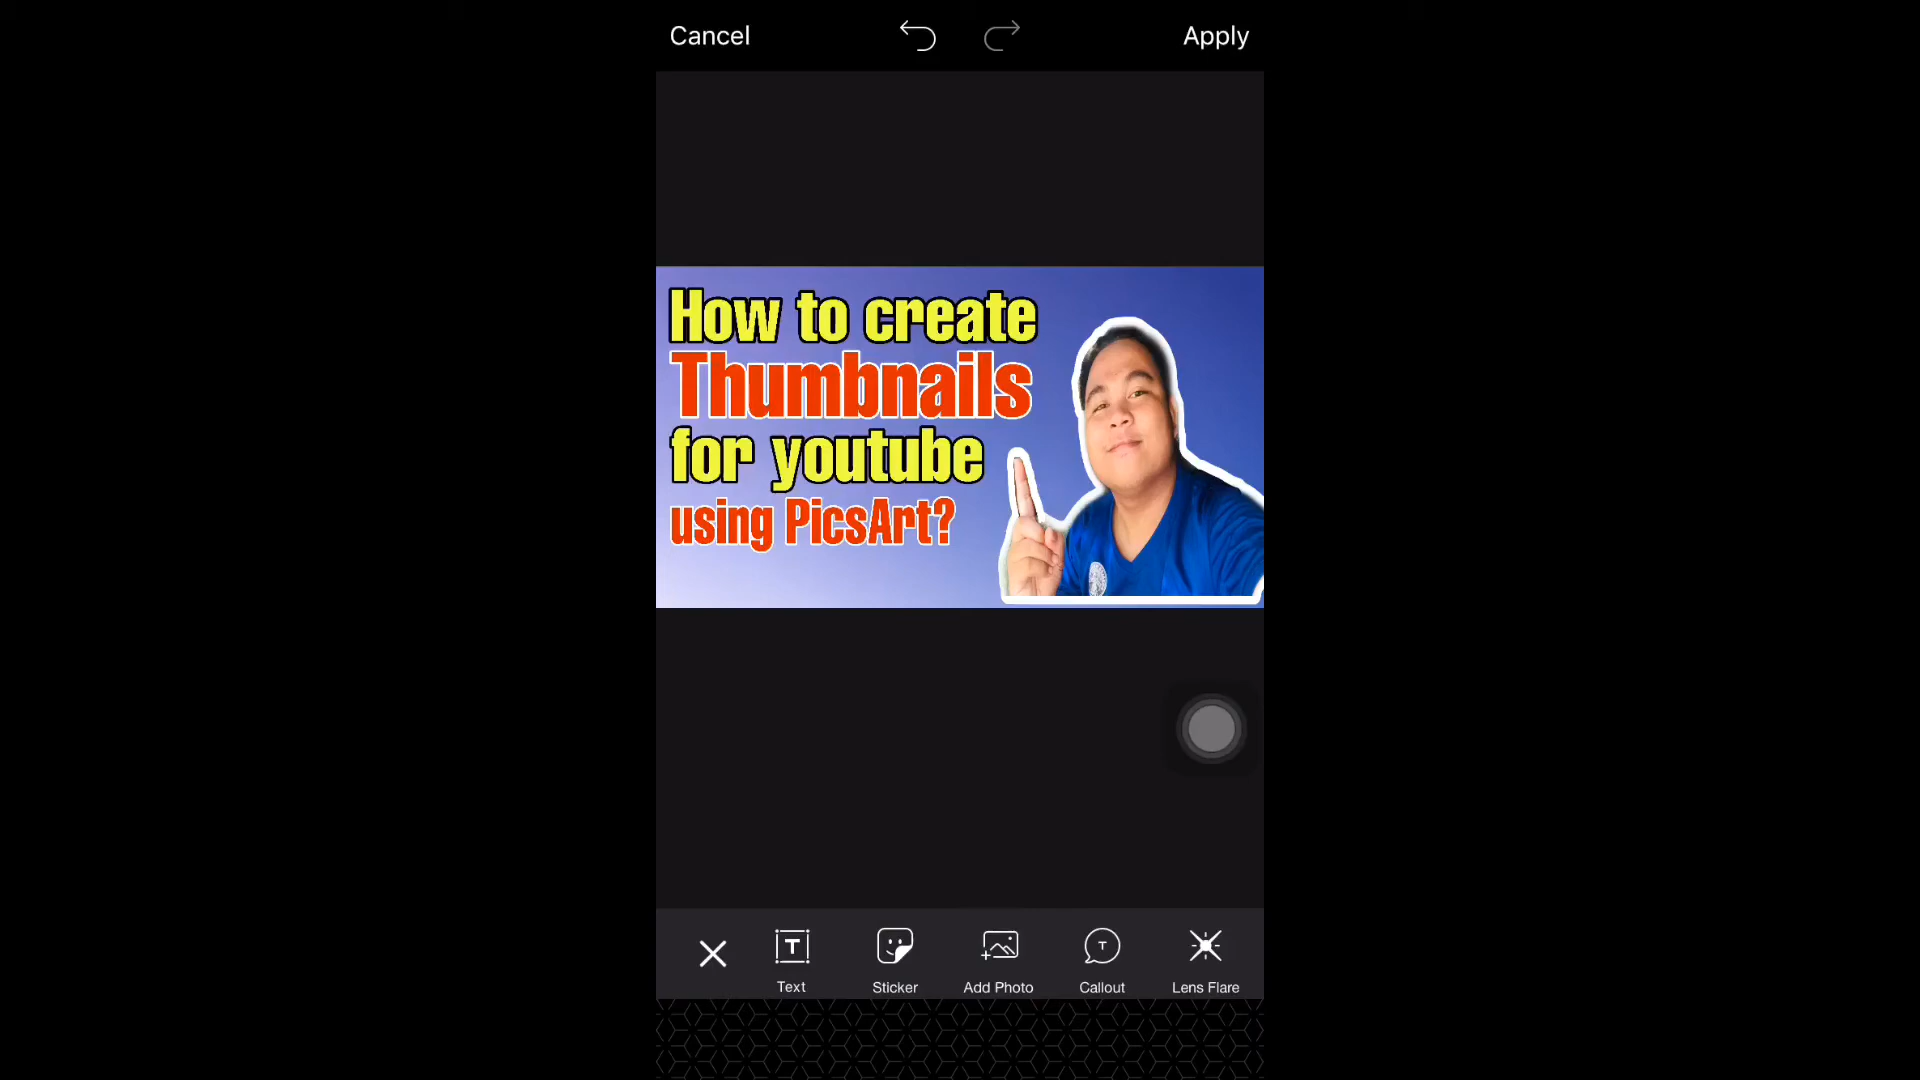 Cancel
Apply
How to create
Thumbnails
for youtube
using PicsArt?
T
T
Text
Sticker
Add Photo
Callout
Lens Flare